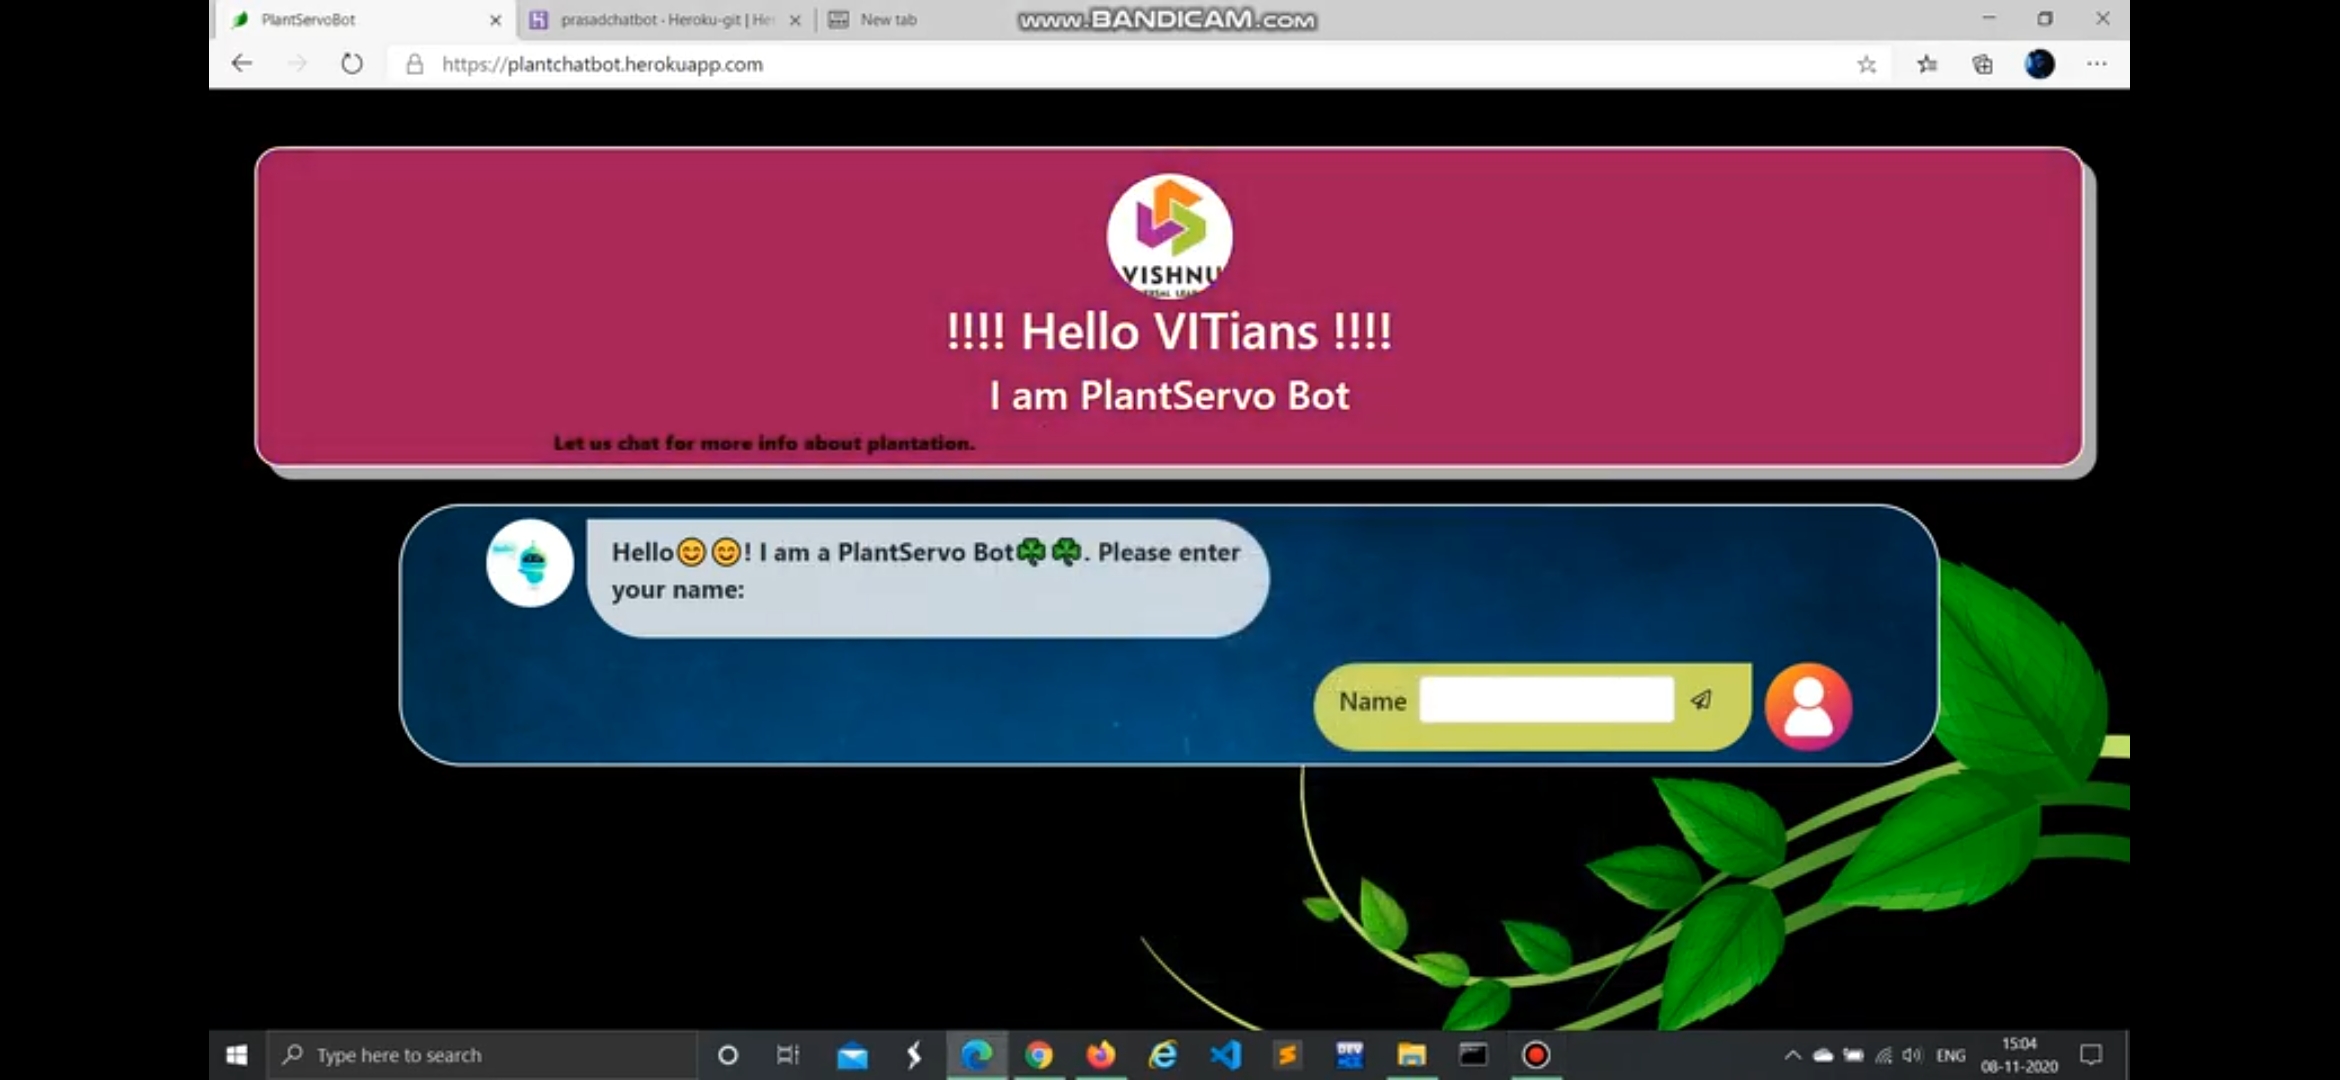 PlantServoBot
prasadchatbot - Heroku-git | He
New tab
www.BANDICAM.com
https://plantchatbot.herokuapp.com
VISHNU
!!!! Hello VITians !!!!
I am PlantServo Bot
Let us chat for more info about plantation.
Hello😊😊! I am a PlantServo Bot☘☘. Please enter
your name:
Name
Type here to search
DEV
ENG
15:04
08-11-2020